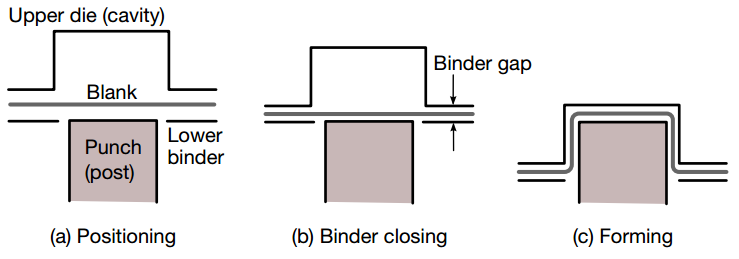 Upper die (cavity)
Blank
Punch
(post)
Lower
binder
(a) Positioning
Binder gap
(b) Binder closing
(c) Forming